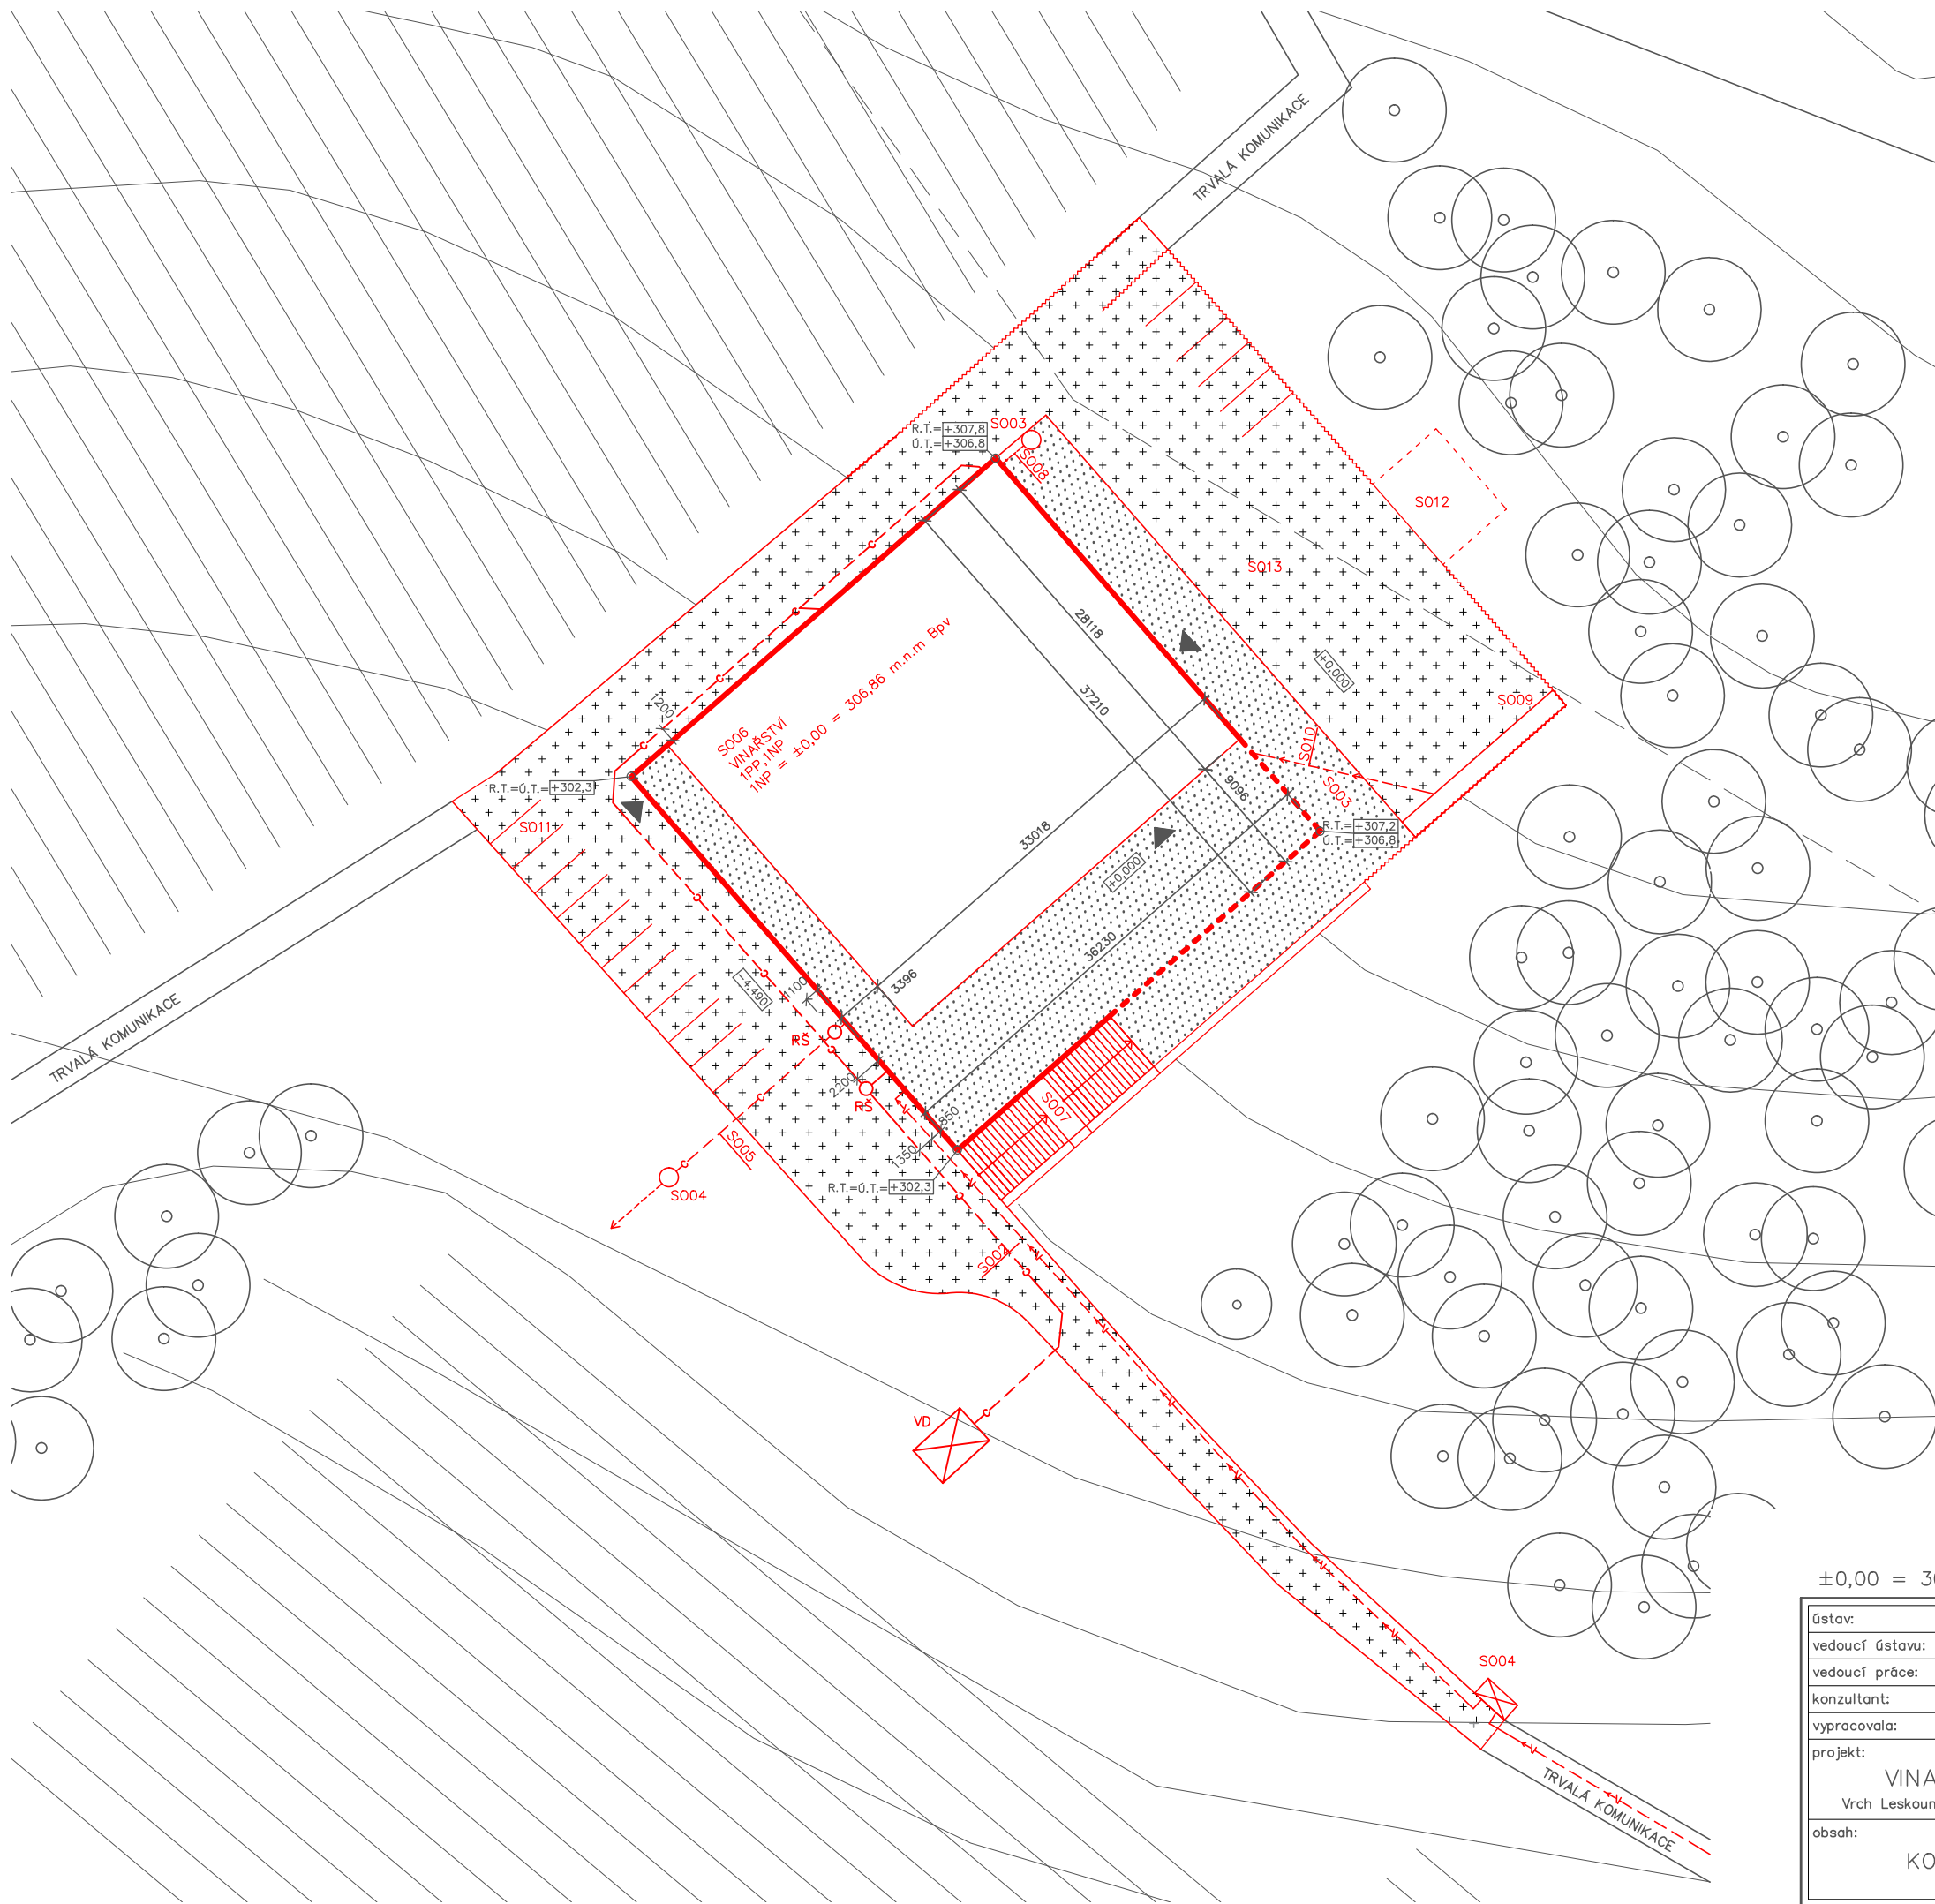 TRVALÁ KOMUNIKACE
R.T.=+307,8
Ú.T.=+306,8
SO03
SO08
SO12
SO13
28118
+0,000
SO09
1200
37210
SO06
VINAŘSTVÍ
1PP,1NP
1NP = ±0,00 = 306,86 m.n.m Bpv
SO10
SO03
9096
R.T.=Ú.T.=+302,3
SO11
R.T.=+307,2
Ú.T.=+306,8
33018
+0,000
C
C
C
C
C
C
C
36230
3396
1100
-4,490
TRVALÁ KOMUNIKACE
RŠ
C
2200
RŠ
C
V
850
SO07
SO05
1350
C
SO04
R.T.=Ú.T.=+302,3
V
C
SO02
V
C
V
V
VD
C
V
V
±0,00 = 30
ústav:
vedoucí ústavu:
vedoucí práce:
konzultant:
vypracovala:
projekt:
VINA
Vrch Leskoun
obsah:
KO
V
SO04
V
V
TRVALÁ KOMUNIKACE